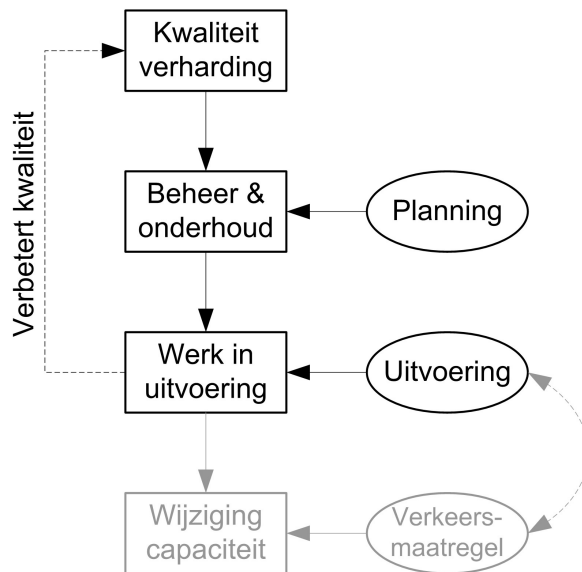 Kwaliteit
verharding
Verbetert kwaliteit
Beheer &
onderhoud
Planning
Werk in
uitvoering
Uitvoering
Wijziging
capaciteit
Verkeers-
maatregel